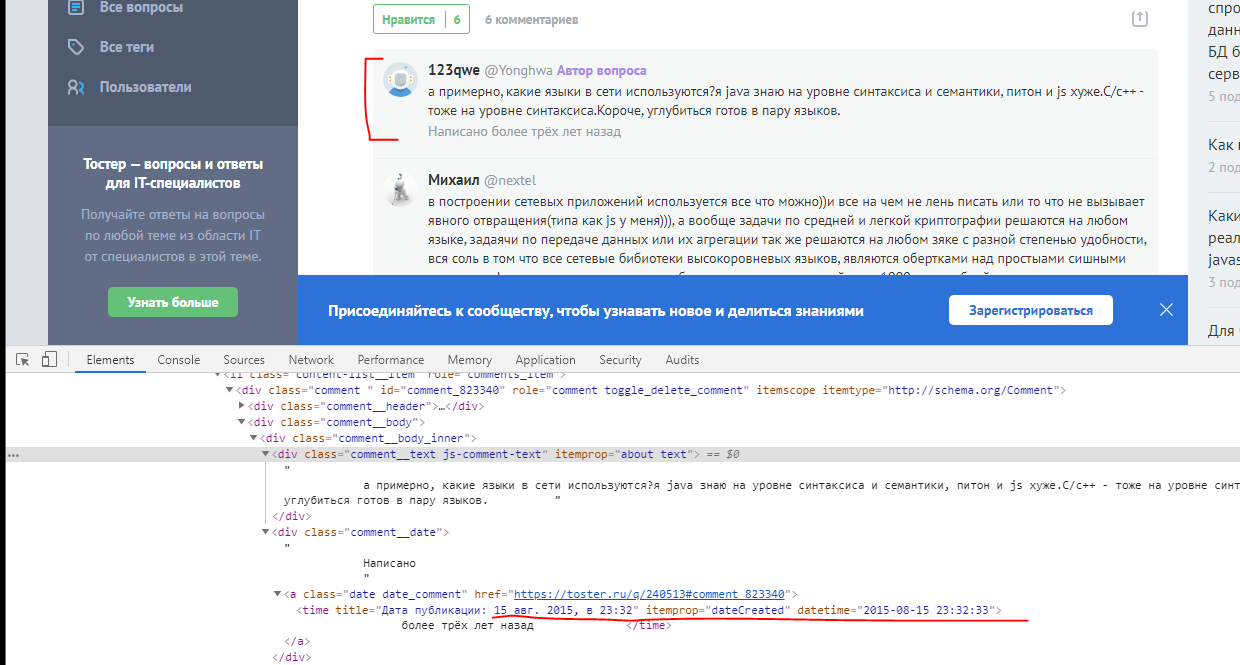 Все вопросы
Все теги
Пользователи
Тостер — вопросы и ответы
для IT-специалистов
Получайте ответы на вопросы
по любой теме из области IT
от специалистов в этой теме.
Узнать больше
Нравится 6 6 комментариев
123qwe @Yonghwa Автор вопроса
а примерно, какие языки в сети используются?я java знаю на уровне синтаксиса и семантики, питон и js хуже.С/с++ -
тоже на уровне синтаксиса.Короче, углубиться готов в пару языков.
Написано более трёх лет назад
Михаил @nextel
в построении сетевых приложений используется все что можно))и все на чем не лень писать или то что не вызывает
явного отвращения(типа как js у меня))), а вообще задачи по средней и легкой криптографии решаются на любом
языке, задаячи по передаче данных или их агрегации так же решаются на любом зяке с разной степенью удобности,
вся соль в том что все сетевые бибиотеки высокоровневых языков, являются обертками над простыами сишными
данн
БД б
серв
5 под
Как
2 под
Каки
реал
javas
3 под
Для
Присоединяйтесь к сообществу, чтобы узнавать новое и делиться знаниями
Зарегистрироваться
Elements Console Sources Network Performance Memory Application Security Audits
<li class="content-list__item" role="comments_item">
<div class="comment " id="comment_823340" role="comment toggle_delete_comment" itemscope itemtype="http://schema.org/Comment">
<div class="comment__header">…</div>
<div class="comment__body">
<div class="comment__body_inner">
<div class="comment__text js-comment-text" itemprop="about text"> == $0
"
а примерно, какие языки в сети используются?я java знаю на уровне синтаксиса и семантики, питон и js хуже.С/с++ - тоже на уровне синт
углубиться готов в пару языков. "
</div>
<div class="comment__date">
"
Написано
"
<a class="date date_comment" href="https://toster.ru/q/240513#comment_823340">
<time title="Дата публикации: 15 авг. 2015, в 23:32" itemprop="dateCreated" datetime="2015-08-15 23:32:33">
более трёх лет назад </time>
</a>
</div>